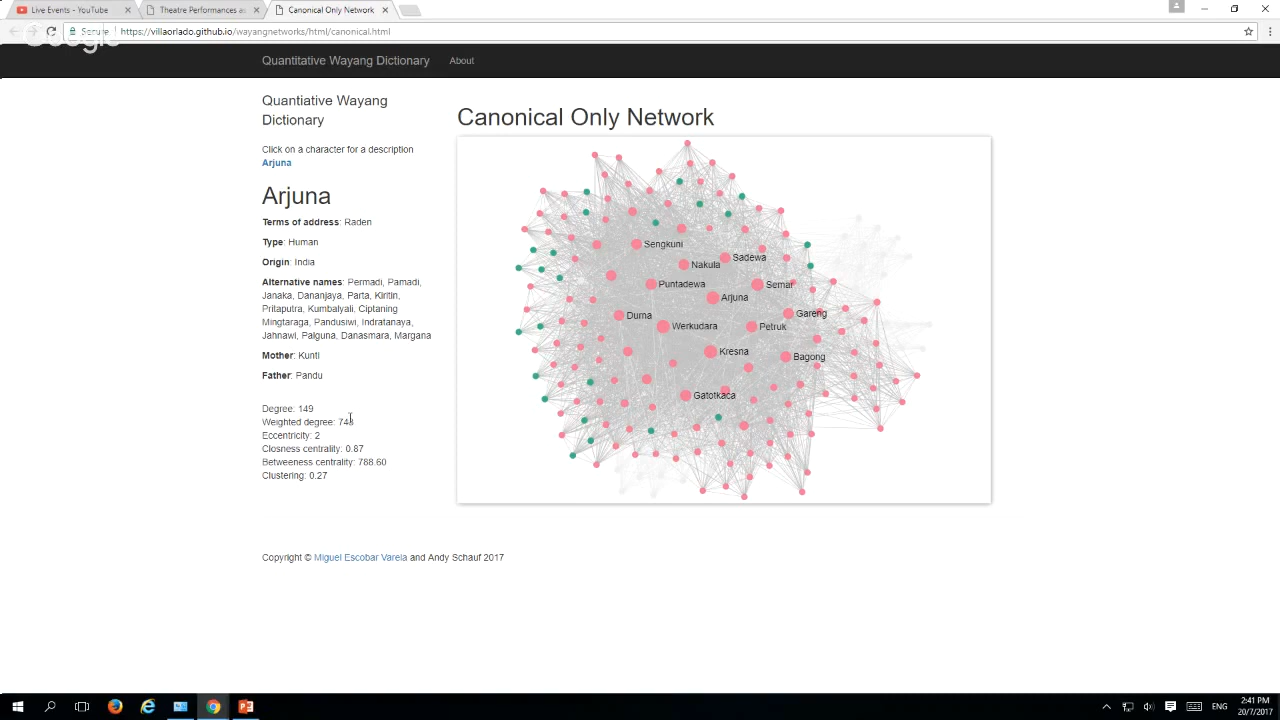 Live Events - YouTube
Theatre Performances as
Canonical Only Network
Secure
https://villaorlado.github.io/wayangnetworks/html/canonical.html
Google
Quantitative Wayang Dictionary
About
Quantiative Wayang
Dictionary
Click on a character for a description
Arjuna
Arjuna
Terms of address: Raden
Type: Human
Origin: India
Alternative names: Permadi, Pamadi,
Janaka, Dananjaya, Parta, Kiritin,
Pritaputra, Kumbalyali, Ciptaning
Mingtaraga, Pandusiwi, Indratanaya,
Jahnawi, Palguna, Danasmara, Margana
Mother: Kunti
Father: Pandu
Degree: 149
Weighted degree:
Eccentricity: 2
Closness centrality: 0.87
Betweeness centrality: 788.60
Clustering: 0.27
Canonical Only Network
Sengkuni
Sadewa
Nakula
Puntadewa
Semar
Arjuna
Gareng
Durna
Werkudara
Petruk
Kresna
Bagong
Gatotkaca
Copyright © Miguel Escobar Varela and Andy Schauf 2017
ENG
2:41 PM
20/7/2017